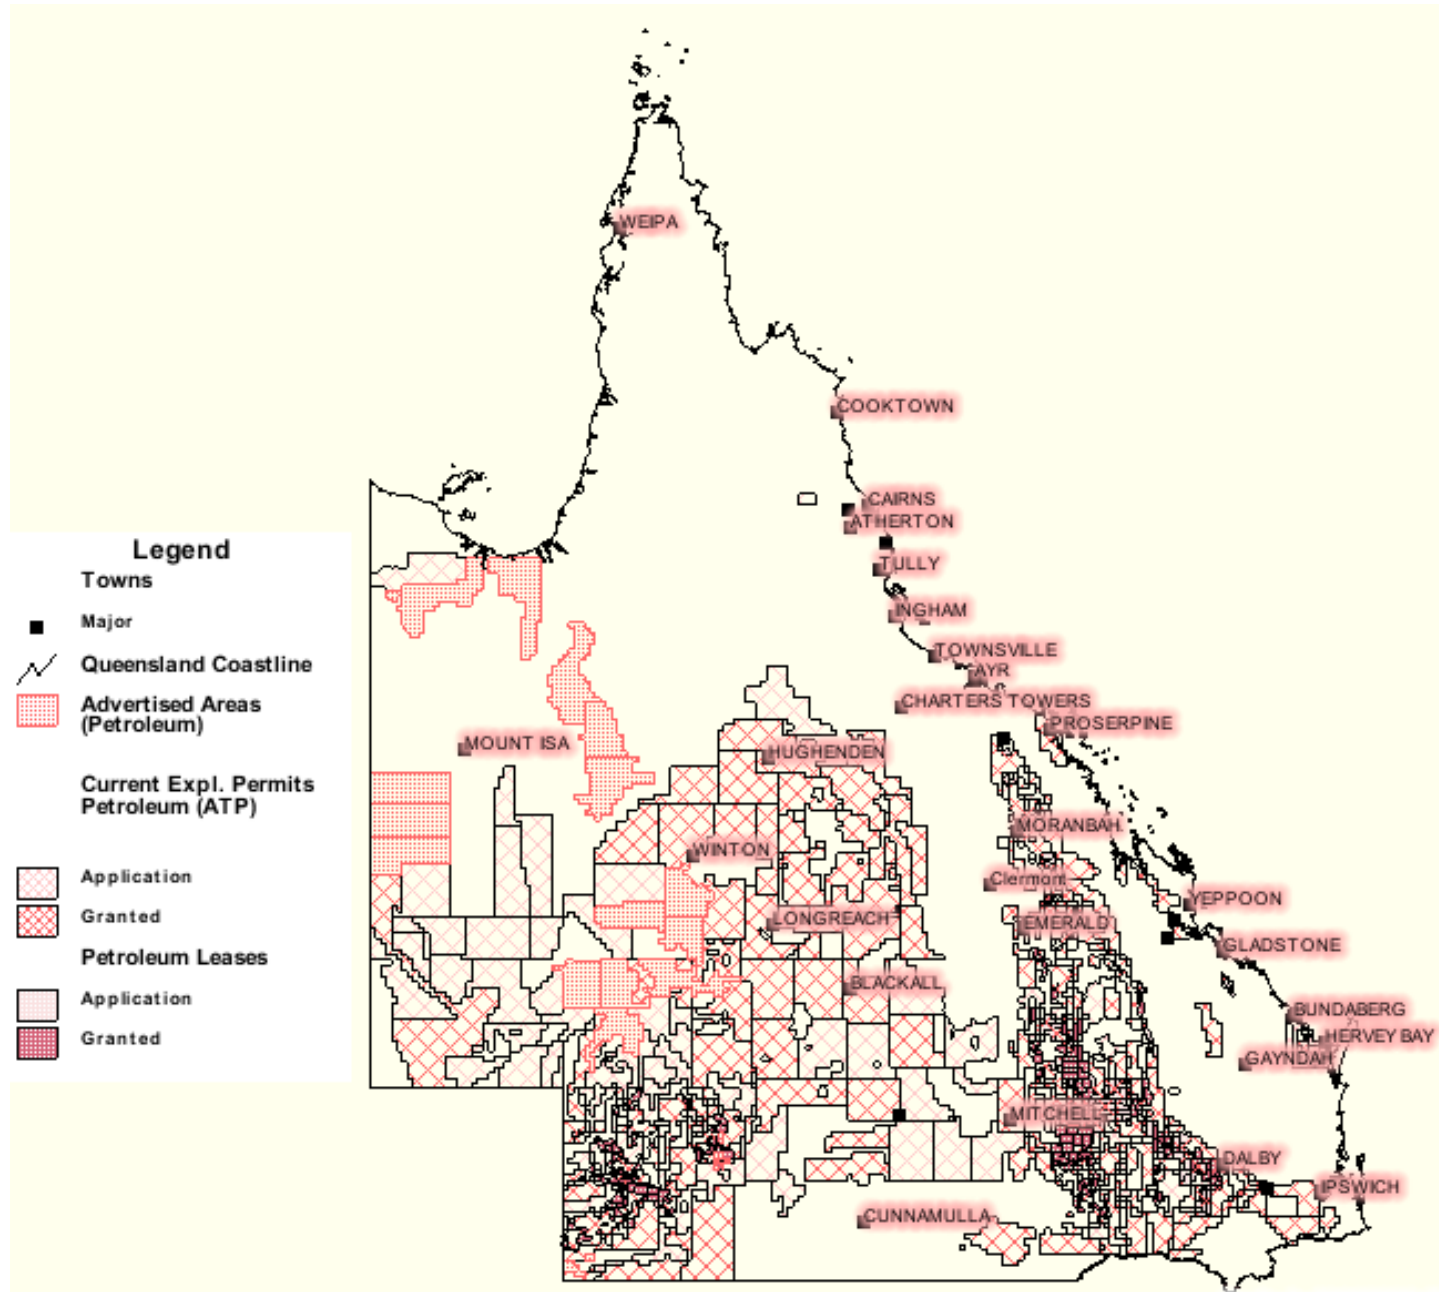 WEIPA
COOKTOWN
CAIRNS
ATHERTON
TULLY
INGHAM
TOWNSVILLE
AYR
CHARTERS TOWERS
PROSERPINE
MOUNT ISA
HUGHENDEN
MORANBAH
WINTON
Clermont
YEPPOON
LONGREACH
EMERALD
GLADSTONE
BLACKALL
BUNDABERG
HERVEY BAY
GAYNDAH
MITCHELL
DALBY
IPSWICH
CUNNAMULLA
Legend
Towns
Major
Queensland Coastline
Advertised Areas
(Petroleum)
Current Expl. Permits
Petroleum (ATP)
Application
Granted
Petroleum Leases
Application
Granted